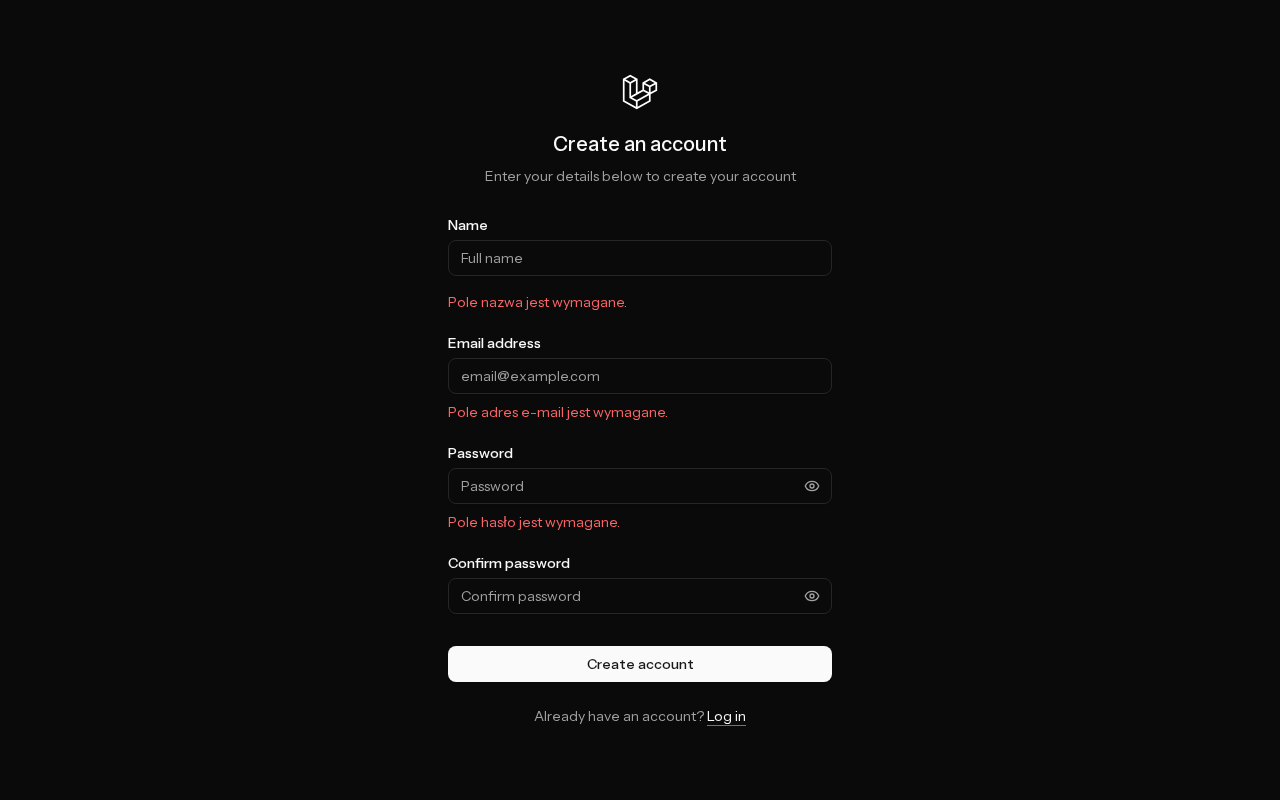 Create an account
Enter your details below to create your account
Name
Full name
Pole nazwa jest wymagane.
Email address
email@example.com
Pole adres e-mail jest wymagane.
Password
Password
Pole hasło jest wymagane.
Confirm password
Confirm password
Create account
Already have an account? Log in